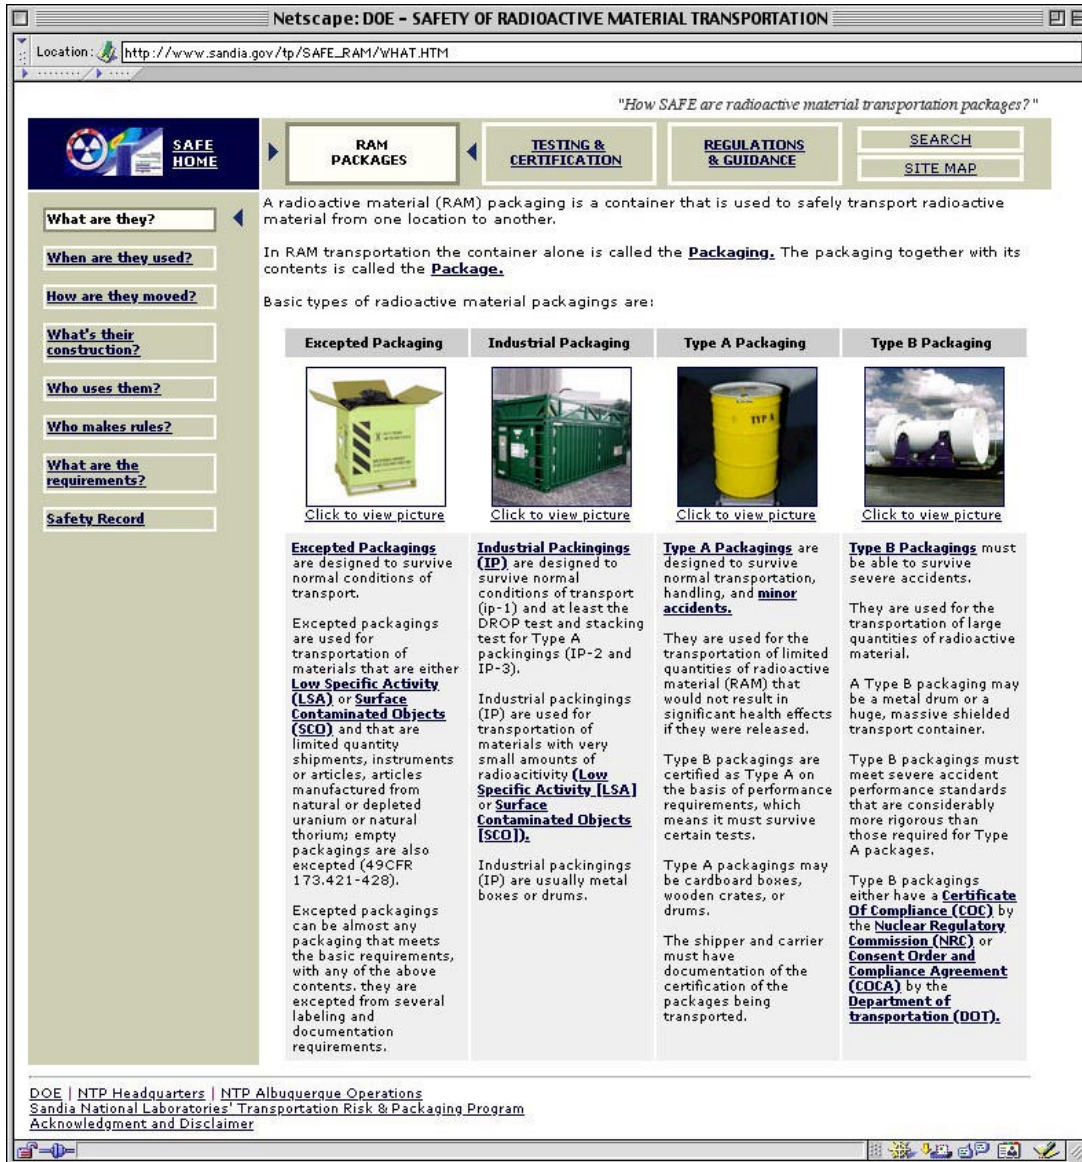 Netscape: DOE – SAFETY OF RADIOACTIVE MATERIAL TRANSPORTATION
Location: http://www.sandia.gov/tp/SAFE_RAM/WHAT.HTM
"How SAFE are radioactive material transportation packages?"
SAFE
HOME
RAM
PACKAGES
TESTING &
CERTIFICATION
REGULATIONS
& GUIDANCE
SEARCH
SITE MAP
What are they?
When are they used?
How are they moved?
What's their
construction?
Who uses them?
Who makes rules?
What are the
requirements?
Safety Record
A radioactive material (RAM) packaging is a container that is used to safely transport radioactive
material from one location to another.
In RAM transportation the container alone is called the Packaging. The packaging together with its
contents is called the Package.
Basic types of radioactive material packagings are:
Excepted Packaging
Click to view picture
Excepted Packagings
are designed to survive
normal conditions of
transport.
Excepted packagings
are used for
transportation of
materials that are either
Low Specific Activity
(LSA) or Surface
Contaminated Objects
(SCO) and that are
limited quantity
shipments, instruments
or articles, articles
manufactured from
natural or depleted
uranium or natural
thorium; empty
packagings are also
excepted (49CFR
173.421-428).
Excepted packagings
can be almost any
packaging that meets
the basic requirements,
with any of the above
contents. they are
excepted from several
labeling and
documentation
requirements.
Industrial Packaging
Click to view picture
Industrial Packingings
(IP) are designed to
survive normal
conditions of transport
(ip-1) and at least the
DROP test and stacking
test for Type A
packingings (IP-2 and
IP-3).
Industrial packingings
(IP) are used for
transportation of
materials with very
small amounts of
radioacitivity (Low
Specific Activity [LSA]
or Surface
Contaminated Objects
[SCO]).
Industrial packingings
(IP) are usually metal
boxes or drums.
Type A Packaging
TYP A
Click to view picture
Type A Packagings are
designed to survive
normal transportation,
handling, and minor
accidents.
They are used for the
transportation of limited
quantities of radioactive
material (RAM) that
would not result in
significant health effects
if they were released.
Type B packagings are
certified as Type A on
the basis of performance
requirements, which
means it must survive
certain tests.
Type A packagings may
be cardboard boxes,
wooden crates, or
drums.
The shipper and carrier
must have
documentation of the
certification of the
packages being
transported.
Type B Packaging
Click to view picture
Type B Packagings must
be able to survive
severe accidents.
They are used for the
transportation of large
quantities of radioactive
material.
A Type B packaging may
be a metal drum or a
huge, massive shielded
transport container.
Type B packagings must
meet severe accident
performance standards
that are considerably
more rigorous than
those required for Type
A packages.
Type B packagings
either have a Certificate
Of Compliance (COC) by
the Nuclear Regulatory
Commission (NRC) or
Consent Order and
Compliance Agreement
(COCA) by the
Department of
transportation (DOT).
DOE | NTP Headquarters | NTP Albuquerque Operations
Sandia National Laboratories' Transportation Risk & Packaging Program
Acknowledgment and Disclaimer